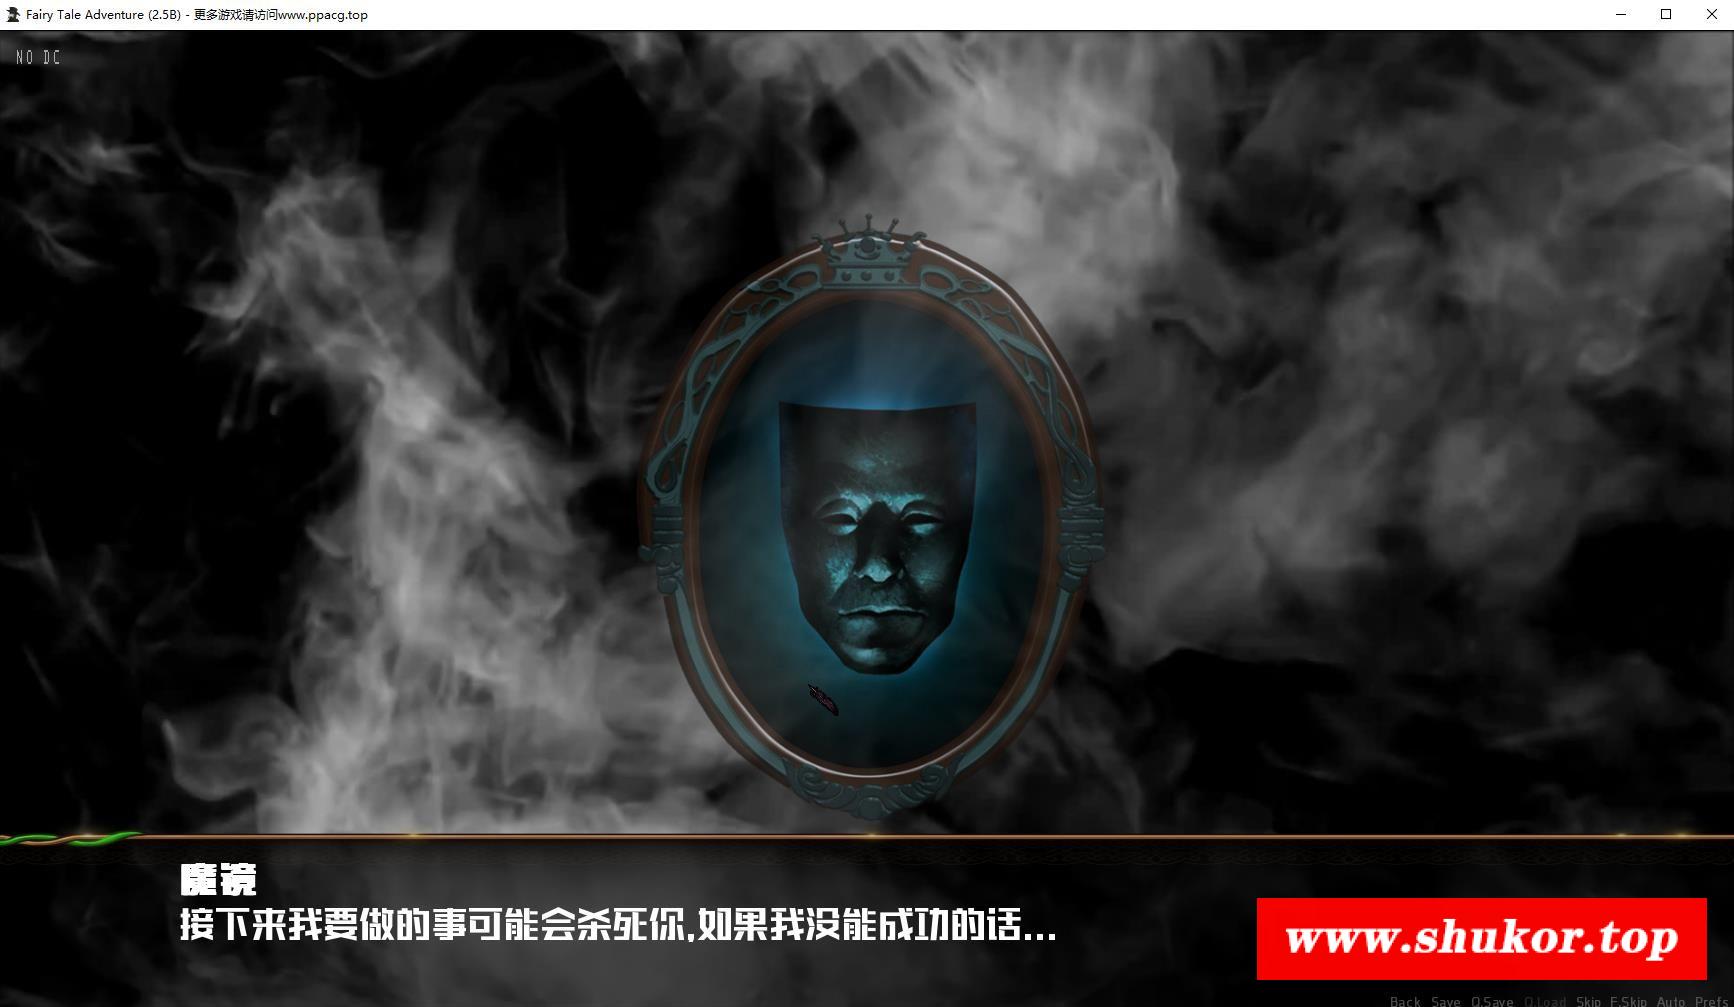 Fairy Tale Adventure (2.5B) - 更多游戏请访问www.ppacg.top
NO DC
魔镜
接下来我要做的事可能会杀死你,如果我没能成功的话...
www.shukor.top
Back Save Q.Save Q.Load Skip F.Skip Auto Prefs